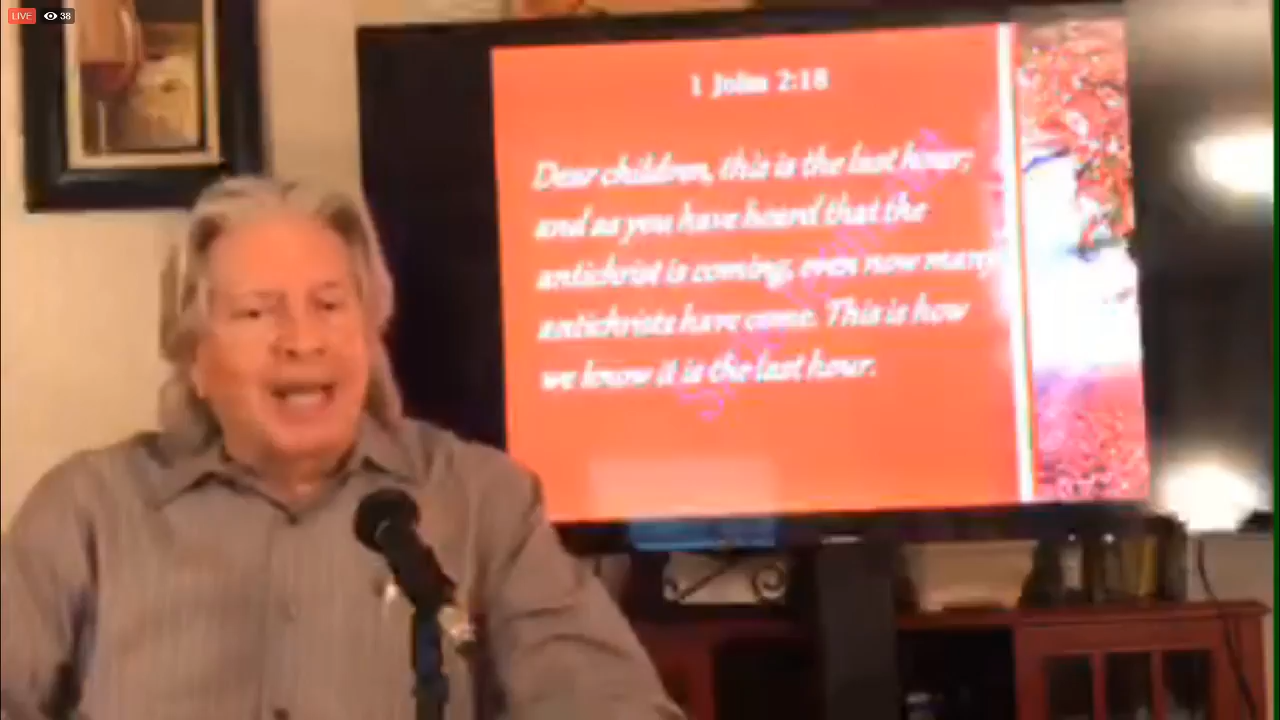 LIVE 38
1 John 2:18
Dear children, this is the last hour;
and as you have heard that the
antichrist is coming, even now many
antichrists have come. This is how
we know it is the last hour.